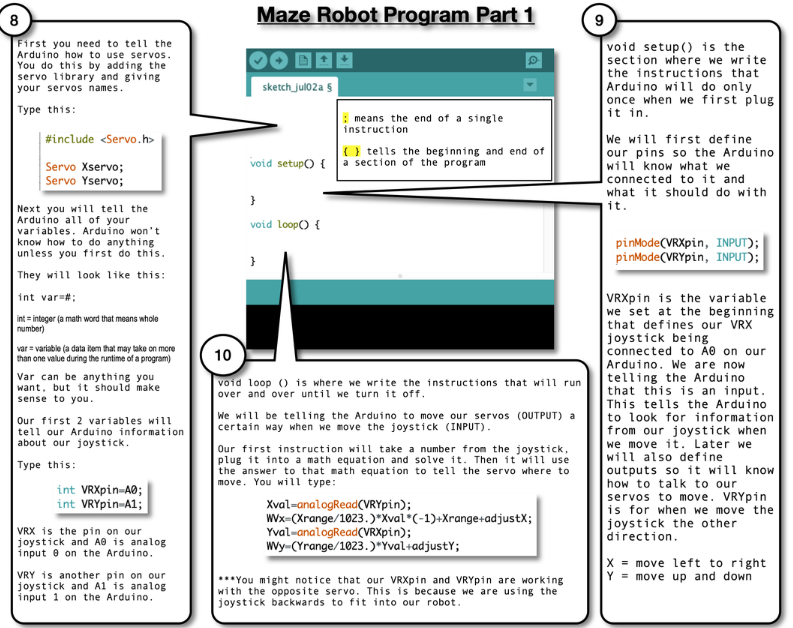 Maze Robot Program Part 1
8
First you need to tell the
Arduino how to use servos.
You do this by adding the
servo library and giving
your servos names.
Type this:
#include <Servo.h>
Servo Xservo;
Servo Yservo;
Next you will tell the
Arduino all of your
variables. Arduino won't
know how to do anything
unless you first do this.
They will look like this:
int var=#;
int = integer (a math word that means whole
number)
var = variable (a data item that may take on more
than one value during the runtime of a program)
Var can be anything you
want, but it should make
sense to you.
Our first 2 variables will
tell our Arduino information
about our joystick.
Type this:
int VRXpin=A0;
int VRYpin=A1;
VRX is the pin on our
joystick and A0 is analog
input 0 on the Arduino.
VRY is another pin on our
joystick and A1 is analog
input 1 on the Arduino.
sketch_jul02a §
; means the end of a single
instruction
{ } tells the beginning and end of
a section of the program
void setup() {
}
void loop() {
}
9
void setup() is the
section where we write
the instructions that
Arduino will do only
once when we first plug
it in.
We will first define
our pins so the Arduino
will know what we
connected to it and
what it should do with
it.
pinMode(VRXpin, INPUT);
pinMode(VRYpin, INPUT);
VRXpin is the variable
we set at the beginning
that defines our VRX
joystick being
connected to A0 on our
Arduino. We are now
telling the Arduino
that this is an input.
This tells the Arduino
to look for information
from our joystick when
we move it. Later we
will also define
outputs so it will know
how to talk to our
servos to move. VRYpin
is for when we move the
joystick the other
direction.
X = move left to right
Y = move up and down
10
void loop () is where we write the instructions that will run
over and over until we turn it off.
We will be telling the Arduino to move our servos (OUTPUT) a
certain way when we move the joystick (INPUT).
Our first instruction will take a number from the joystick,
plug it into a math equation and solve it. Then it will use
the answer to that math equation to tell the servo where to
move. You will type:
Xval=analogRead(VRYpin);
WVx=(Xrange/1023.)*Xval*(-1)+Xrange+adjustX;
Yval=analogRead(VRXpin);
WVy=(Yrange/1023.)*Yval+adjustY;
***You might notice that our VRXpin and VRYpin are working
with the opposite servo. This is because we are using the
joystick backwards to fit into our robot.